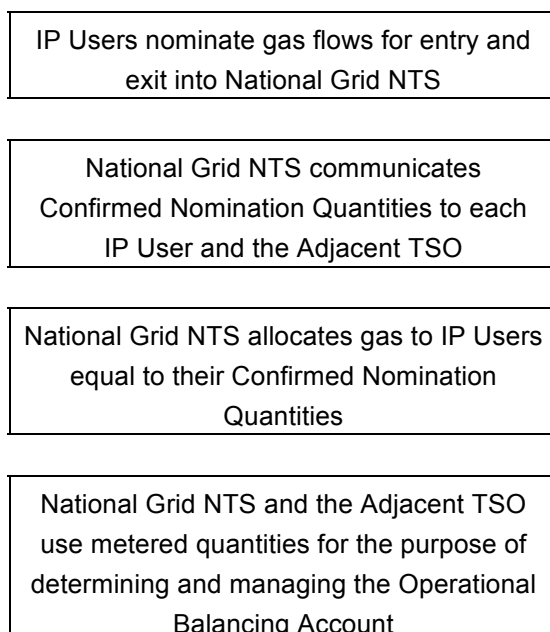 IP Users nominate gas flows for entry and
exit into National Grid NTS
National Grid NTS communicates
Confirmed Nomination Quantities to each
IP User and the Adjacent TSO
National Grid NTS allocates gas to IP Users
equal to their Confirmed Nomination
Quantities
National Grid NTS and the Adjacent TSO
use metered quantities for the purpose of
determining and managing the Operational
Balancing Account